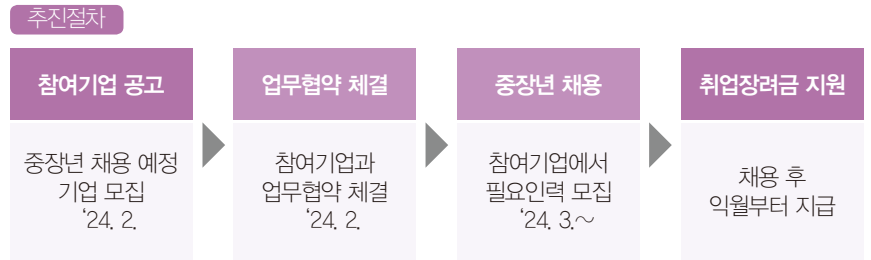 추진절차
참여기업 공고
중장년 채용 예정
기업 모집
‘24. 2.
업무협약 체결
참여기업과
업무협약 체결
‘24. 2.
중장년 채용
참여기업에서
필요인력 모집
‘24. 3.~
취업장려금 지원
채용 후
익월부터 지급